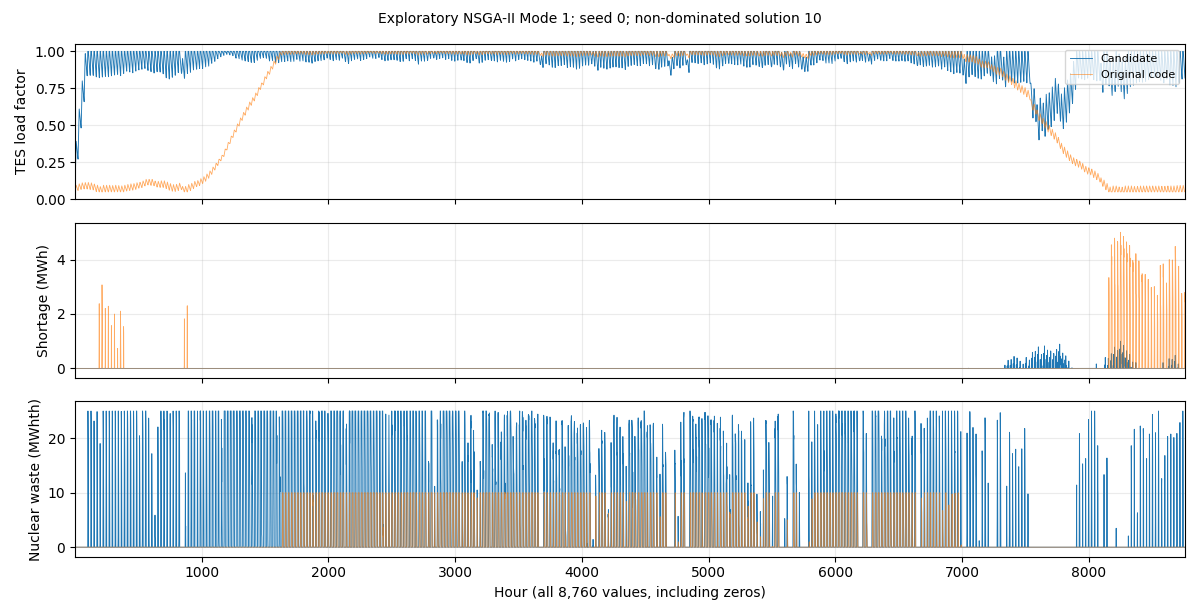 Exploratory NSGA-II Mode 1; seed 0; non-dominated solution 10
TES load factor
1.00
0.75
0.50
0.25
0.00
Candidate
Original code
Shortage (MWh)
4
2
0
Nuclear waste (MWhh)
20
10
0
1000 2000 3000 4000 5000 6000 7000 8000
Hour (all 8,760 values, including zeros)